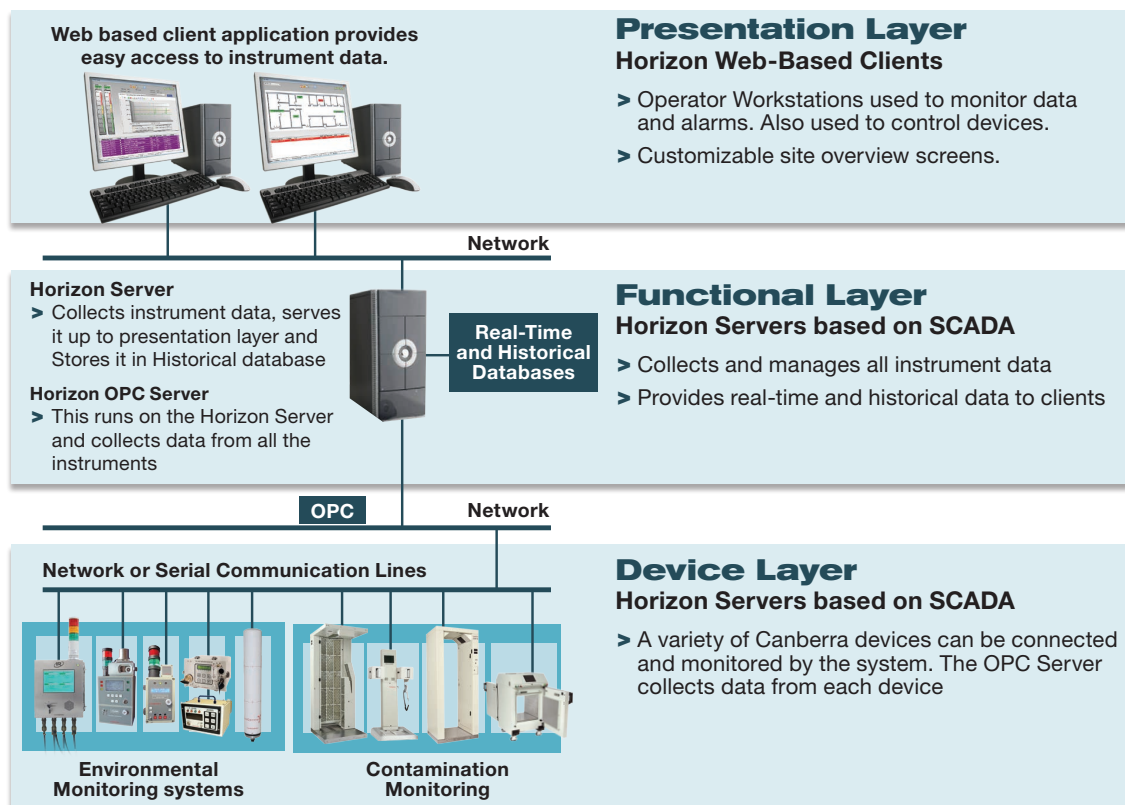 Web based client application provides
easy access to instrument data.
Presentation Layer
Horizon Web-Based Clients
> Operator Workstations used to monitor data
and alarms. Also used to control devices.
> Customizable site overview screens.
Network
Horizon Server
> Collects instrument data, serves
it up to presentation layer and
Stores it in Historical database
Horizon OPC Server
> This runs on the Horizon Server
and collects data from all the
instruments
Real-Time
and Historical
Databases
Functional Layer
Horizon Servers based on SCADA
> Collects and manages all instrument data
> Provides real-time and historical data to clients
OPC
Network
Network or Serial Communication Lines
Environmental
Monitoring systems
Contamination
Monitoring
Device Layer
Horizon Servers based on SCADA
> A variety of Canberra devices can be connected
and monitored by the system. The OPC Server
collects data from each device